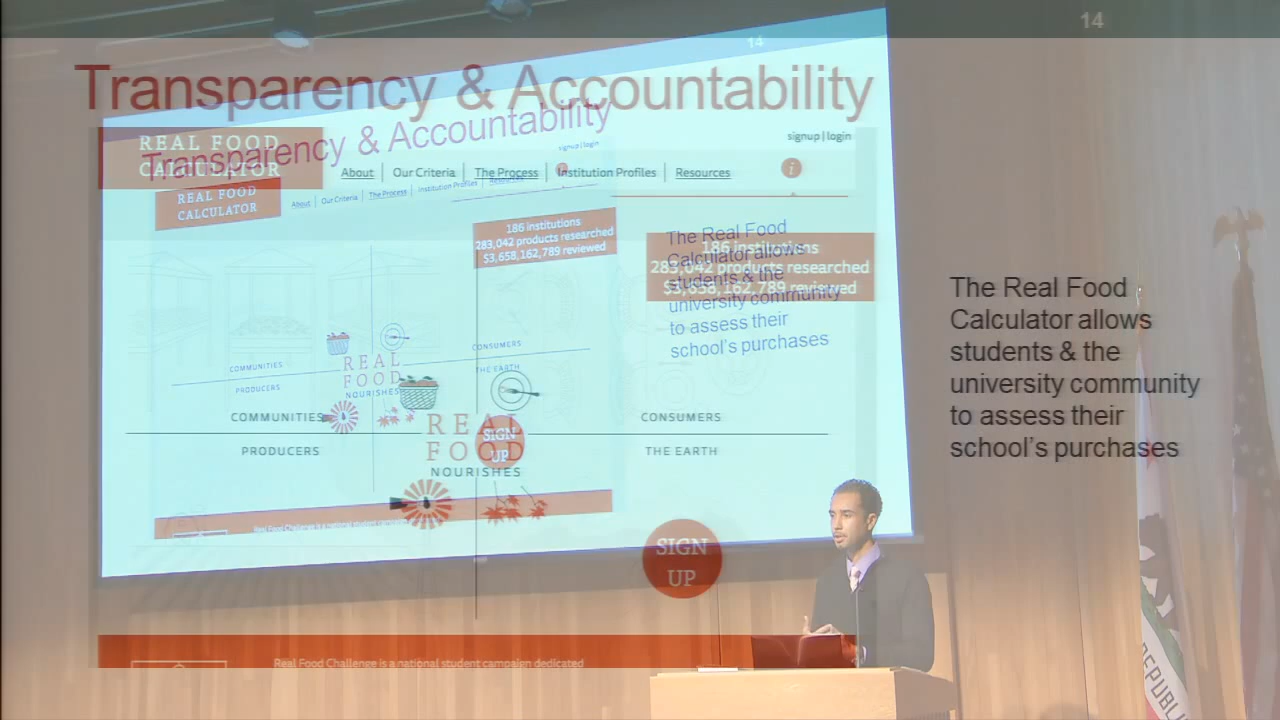 14
Transparency & Accountability
REAL FOOD
CALCULATOR
signup | login
About | Our Criteria | The Process | Institution Profiles | Resources
i
186 institutions
283,042 products researched
$3,658,162,789 reviewed
The Real Food
Calculator allows
students & the
university community
to assess their
school's purchases
COMMUNITIES
CONSUMERS
REAL
FOOD
NOURISHES
PRODUCERS
THE EARTH
SIGN
UP
Real Food Challenge is a national student campaign dedicated
14
Transparency & Accountability
signup | login
REAL FOOD
CALCULATOR
About | Our Criteria | The Process | Institution Profiles | Resources
186 institutions
283,042 products researched
$3,658,162,789 reviewed
The Real Food
Calculator allows
students & the
university community
to assess their
school's purchases
COMMUNITIES
CONSUMERS
REAL
FOOD
NOURISHES
PRODUCERS
THE EARTH
SIGN
UP
REPUBLI